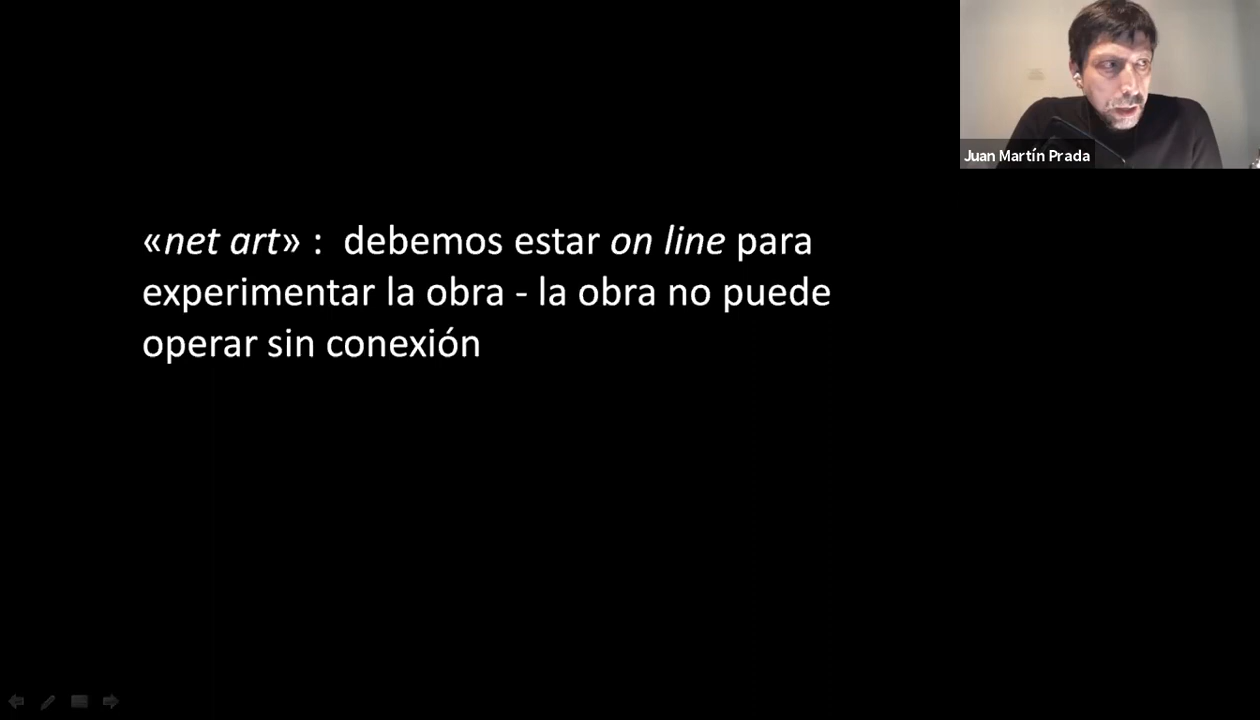 Juan Martín Prada
«net art» :  debemos estar on line para
experimentar la obra - la obra no puede
operar sin conexión